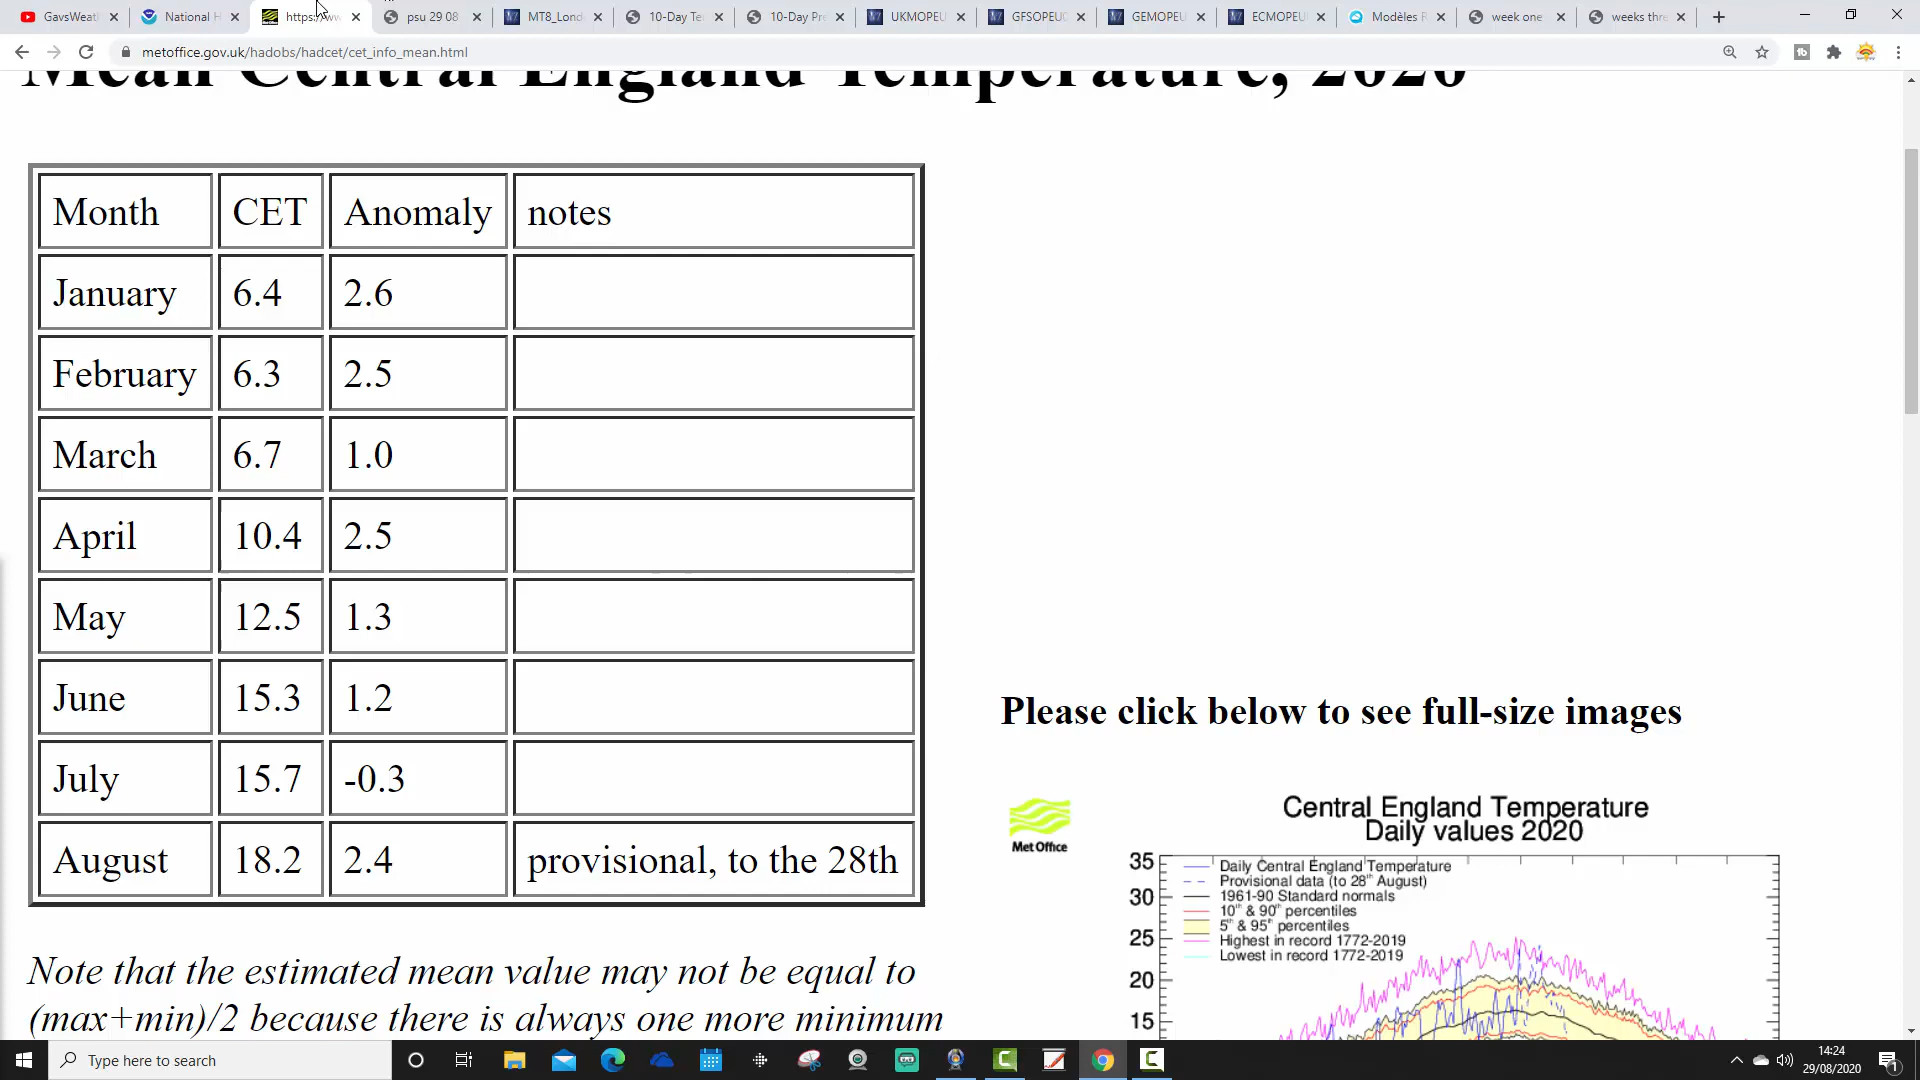 GavsWeat
National H
https://ww
psu 29 08
MT8_Lond
10-Day Te
10-Day Pre
UKMOPEU
GFSOPEUC
GEMOPEU
ECMOPEU
Modèles R
week one
weeks thre
metoffice.gov.uk/hadobs/hadcet/cet_info_mean.html
Mean Central England Temperature, 2020
Month CET Anomaly notes
January 6.4 2.6
February 6.3 2.5
March 6.7 1.0
April 10.4 2.5
May 12.5 1.3
June 15.3 1.2
July 15.7 -0.3
August 18.2 2.4 provisional, to the 28th
Note that the estimated mean value may not be equal to
(max+min)/2 because there is always one more minimum
Please click below to see full-size images
Met Office
Central England Temperature
Daily values 2020
35
30
25
20
15
Daily Central England Temperature
Provisional data (to 28th August)
1961-90 Standard normals
10th & 90th percentiles
5th & 95th percentiles
Highest in record 1772-2019
Lowest in record 1772-2019
Type here to search
14:24
29/08/2020
1